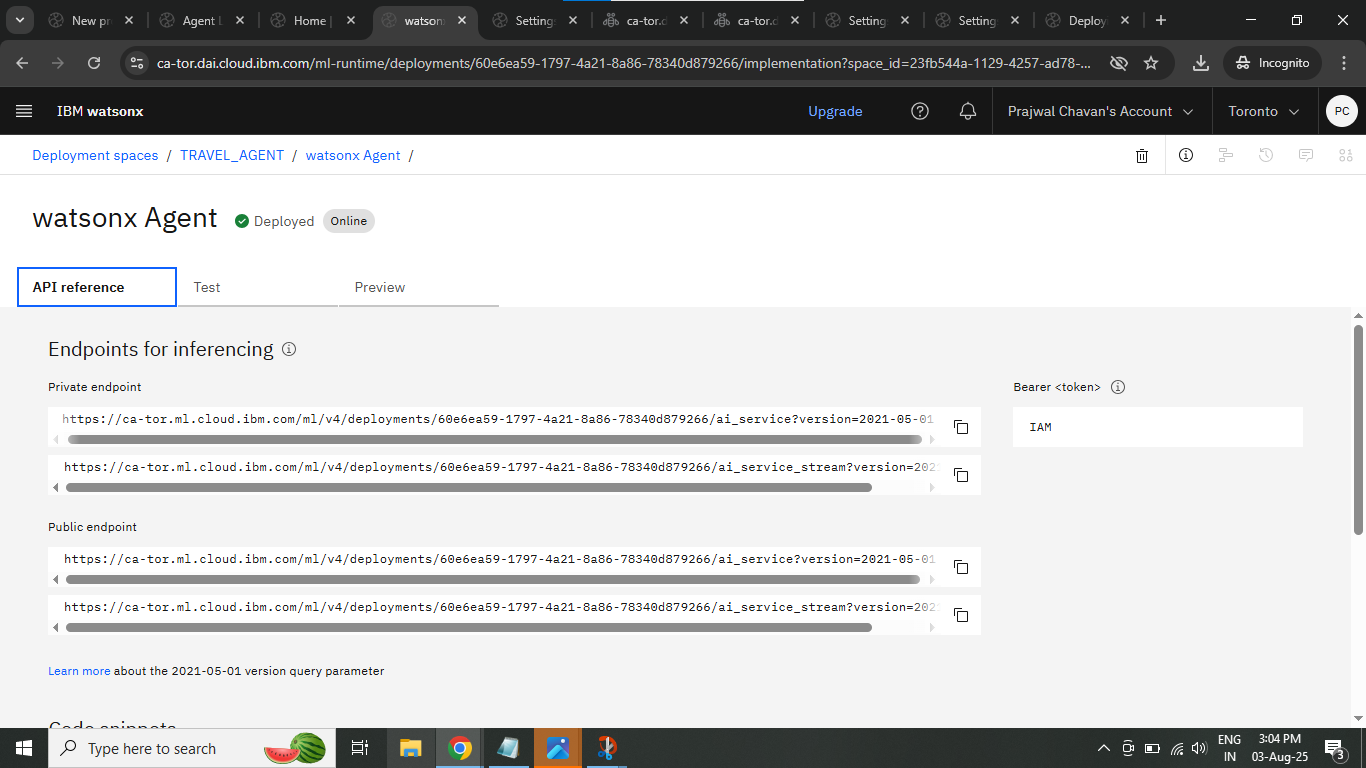 New pr
Agent L
Home |
watson
Setting
ca-tor.d
ca-tor.d
Setting
Setting
Deploy
ca-tor.dai.cloud.ibm.com/ml-runtime/deployments/60e6ea59-1797-4a21-8a86-78340d879266/implementation?space_id=23fb544a-1129-4257-ad78-...
Incognito
IBM watsonx
Upgrade
Prajwal Chavan's Account
Toronto
PC
Deployment spaces / TRAVEL_AGENT / watsonx Agent /
watsonx Agent
Deployed
Online
API reference
Test
Preview
Endpoints for inferencing
Private endpoint
Bearer <token>
https://ca-tor.ml.cloud.ibm.com/ml/v4/deployments/60e6ea59-1797-4a21-8a86-78340d879266/ai_service?version=2021-05-01
IAM
https://ca-tor.ml.cloud.ibm.com/ml/v4/deployments/60e6ea59-1797-4a21-8a86-78340d879266/ai_service_stream?version=202
Public endpoint
https://ca-tor.ml.cloud.ibm.com/ml/v4/deployments/60e6ea59-1797-4a21-8a86-78340d879266/ai_service?version=2021-05-01
https://ca-tor.ml.cloud.ibm.com/ml/v4/deployments/60e6ea59-1797-4a21-8a86-78340d879266/ai_service_stream?version=202
Learn more about the 2021-05-01 version query parameter
Code snippets
Type here to search
ENG
IN
3:04 PM
03-Aug-25
3